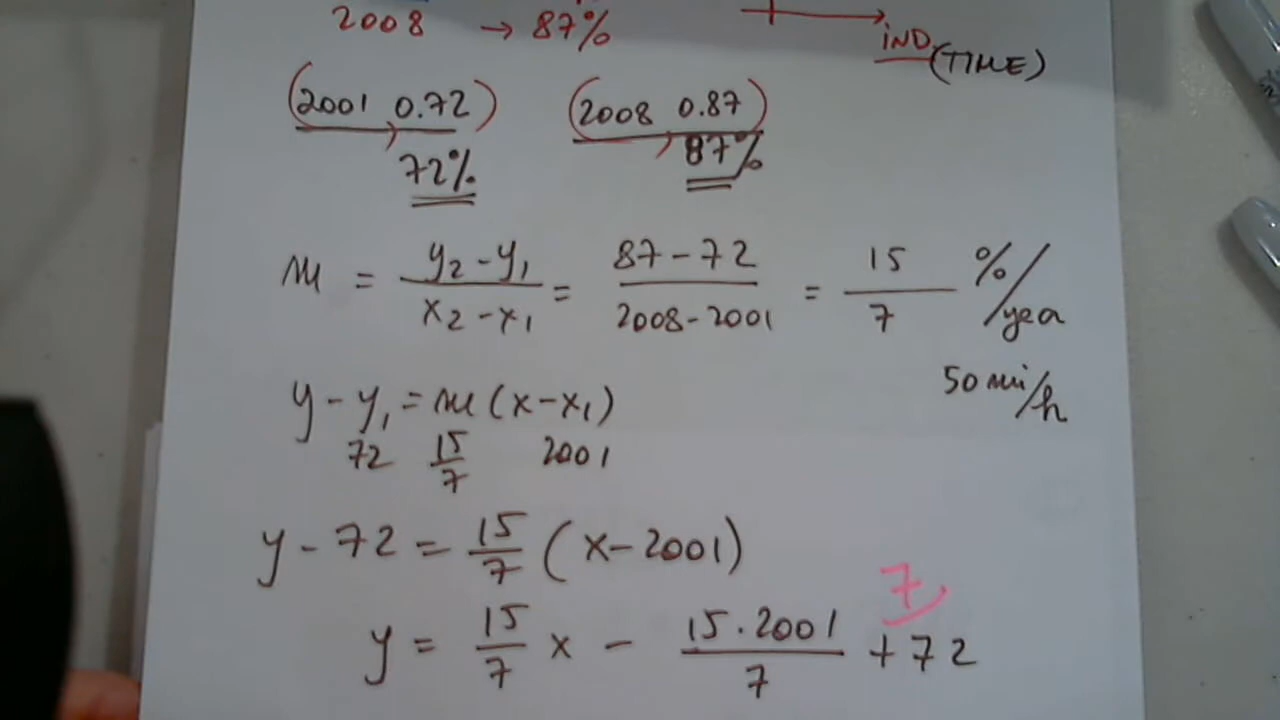 2008 → 87%
IND (TIME)
(2001 0.72) (2008 0.87)
72% 87%
m = y₂-y₁/x₂-x₁ = 87-72/2008-2001 = 15/7 %/yea
50 mi/h
y-y₁ = m(x-x₁)
72 15/7 2001
y-72 = 15/7 (x-2001)
7
y = 15/7 x - 15.2001/7 +72